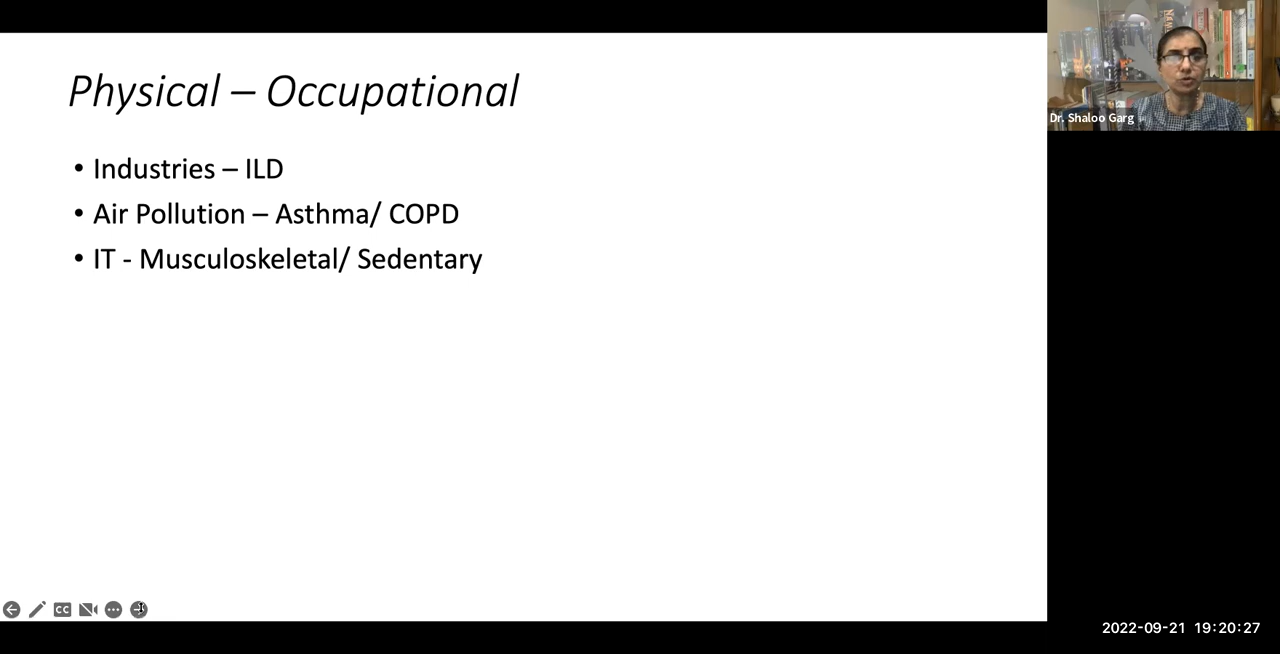 Physical – Occupational
• Industries – ILD
• Air Pollution – Asthma/ COPD
• IT - Musculoskeletal/ Sedentary
CC
Dr. Shaloo Garg
2022-09-21 19:20:27